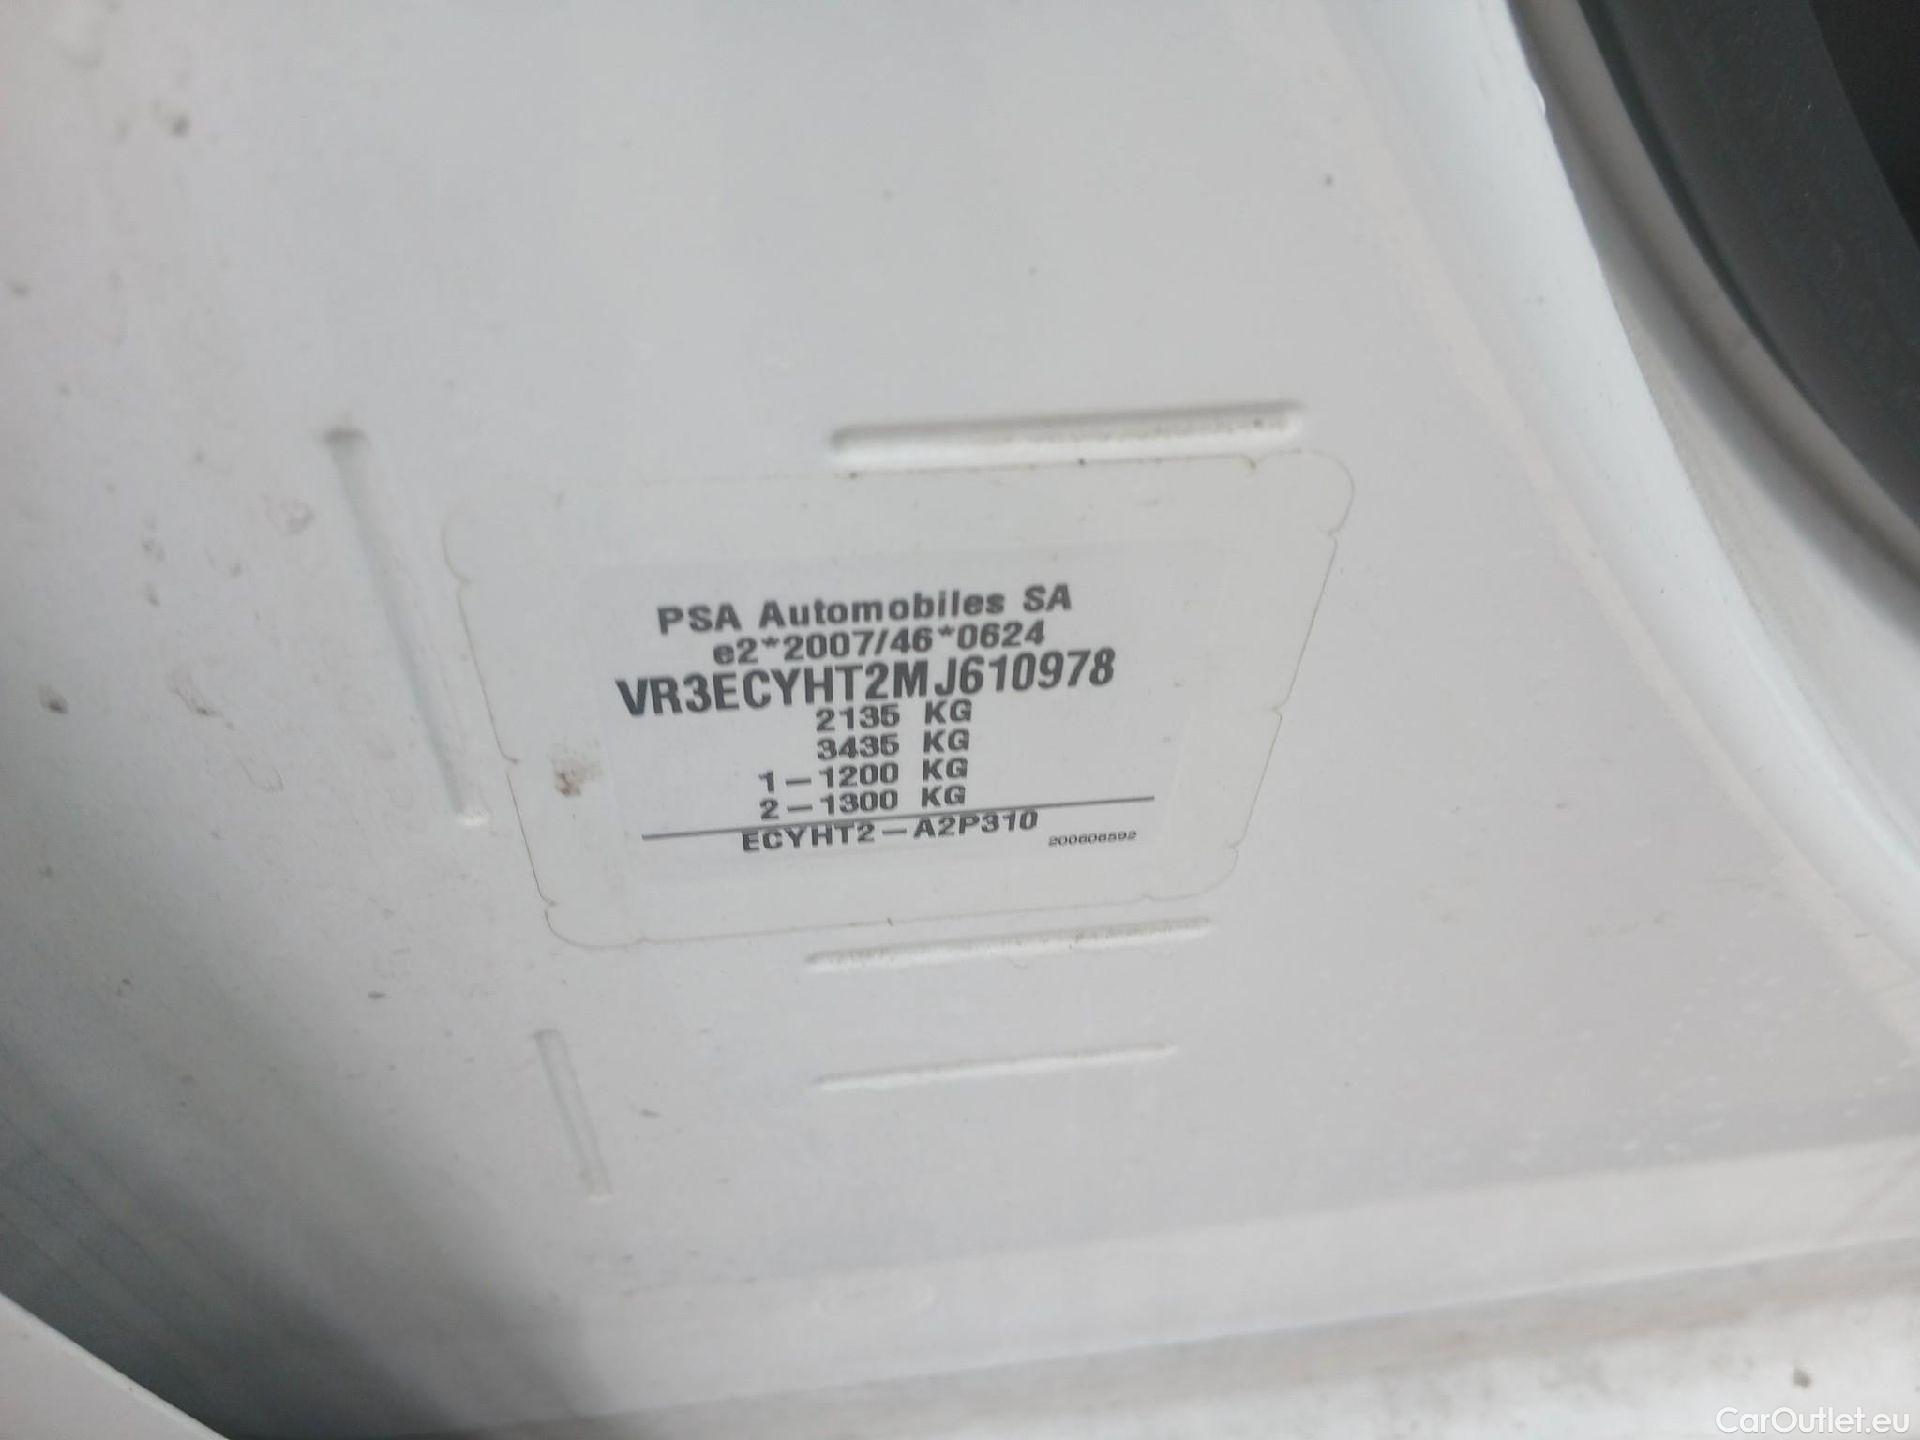 PSA Automobiles SA
e2*2007/46*0624
VR3ECYHT2MJ610978
2135 KG
3435 KG
1-1200 KG
2-1300 KG
ECYHT2-A2P310
200606592
CarOutlet.eu